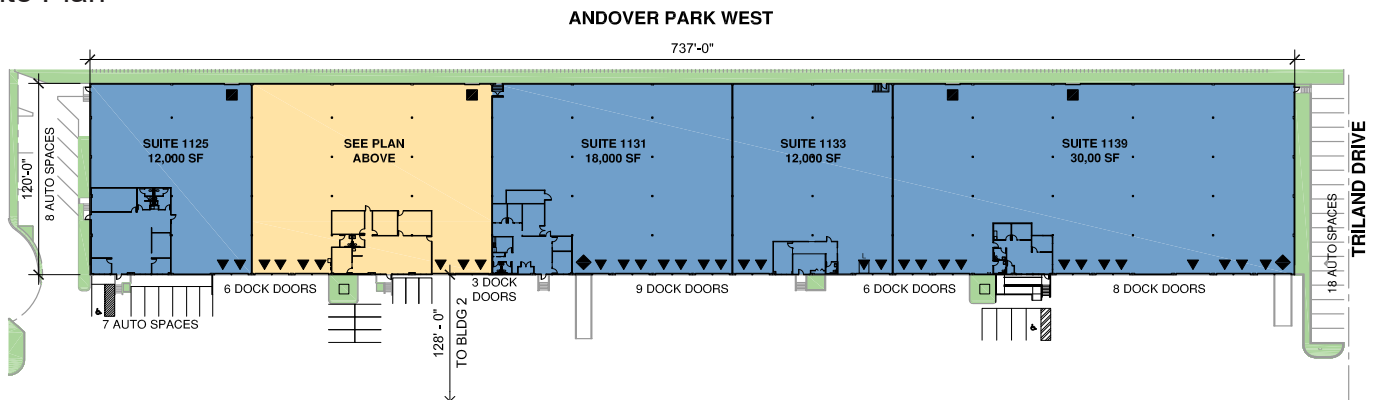 ANDOVER PARK WEST
737'-0"
120'-0"
8 AUTO SPACES
SUITE 1125
12,000 SF
SEE PLAN
ABOVE
SUITE 1131
18,000 SF
SUITE 1133
12,000 SF
SUITE 1139
30,00 SF
18 AUTO SPACES
TRILAND DRIVE
7 AUTO SPACES
6 DOCK DOORS
3 DOCK
DOORS
9 DOCK DOORS
6 DOCK DOORS
8 DOCK DOORS
128' - 0"
TO BLDG 2